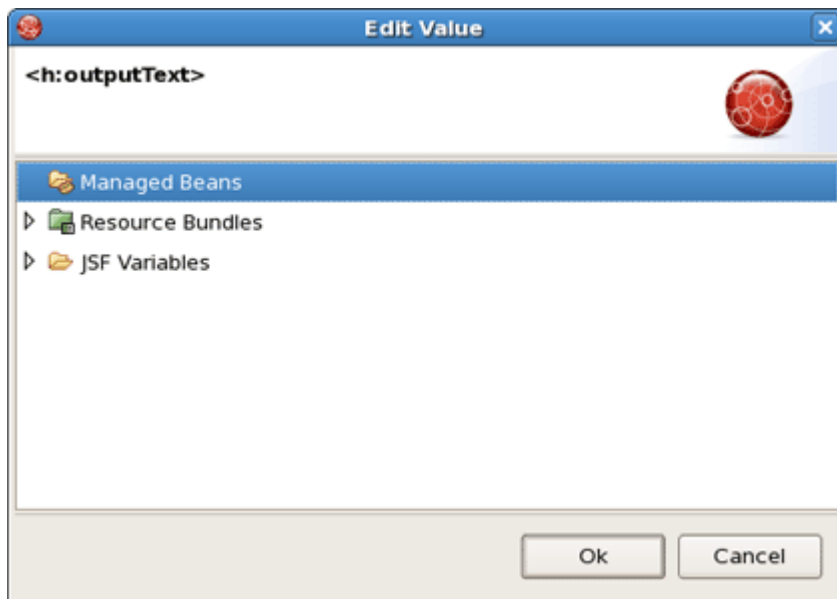 Edit Value
<h:outputText>
Managed Beans
Resource Bundles
JSF Variables
Ok Cancel